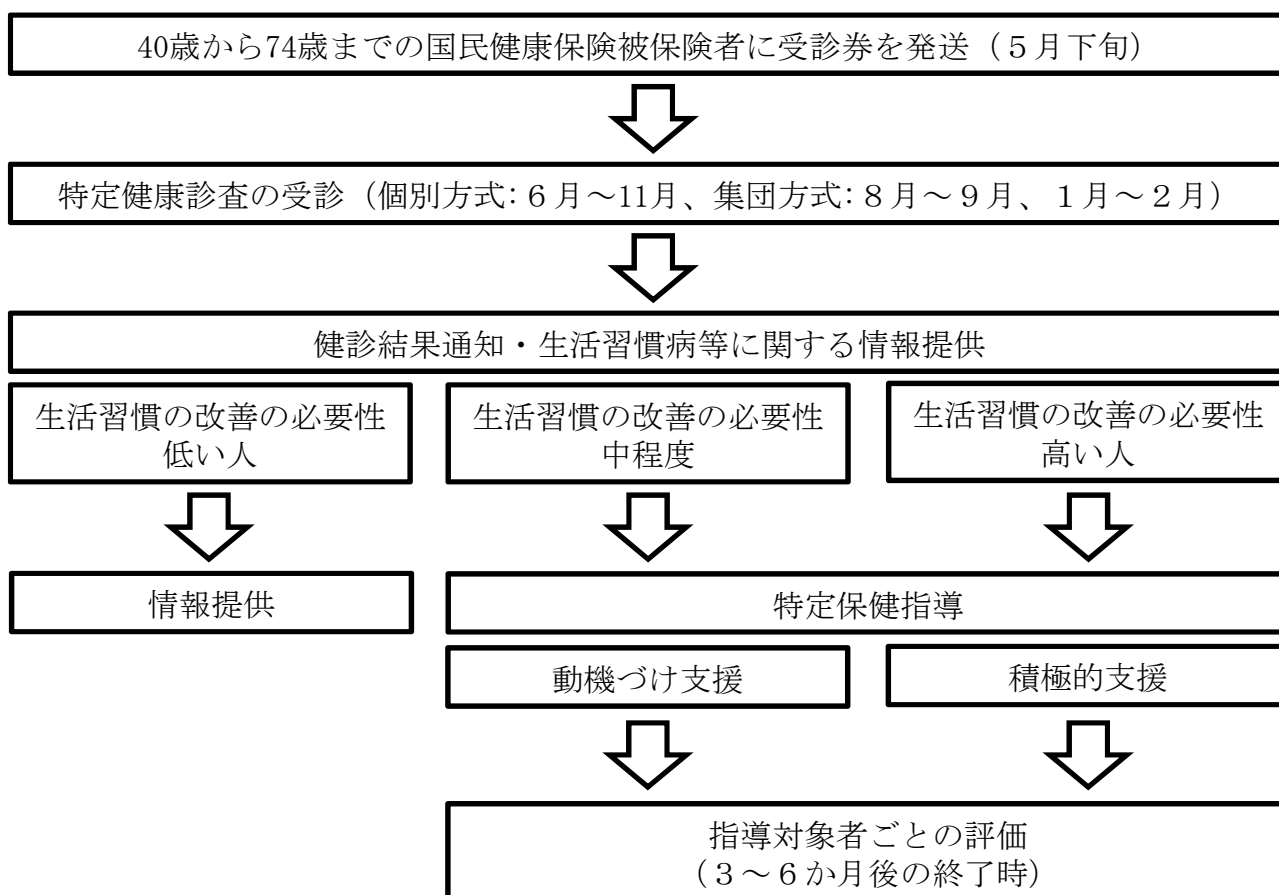 40歳から74歳までの国民健康保険被保険者に受診券を発送（５月下旬）
特定健康診査の受診（個別方式：６月～11月、集団方式：８月～９月、１月～２月）
健診結果通知・生活習慣病等に関する情報提供
生活習慣の改善の必要性
低い人
生活習慣の改善の必要性
中程度
生活習慣の改善の必要性
高い人
情報提供
特定保健指導
動機づけ支援
積極的支援
指導対象者ごとの評価
（３～６か月後の終了時）